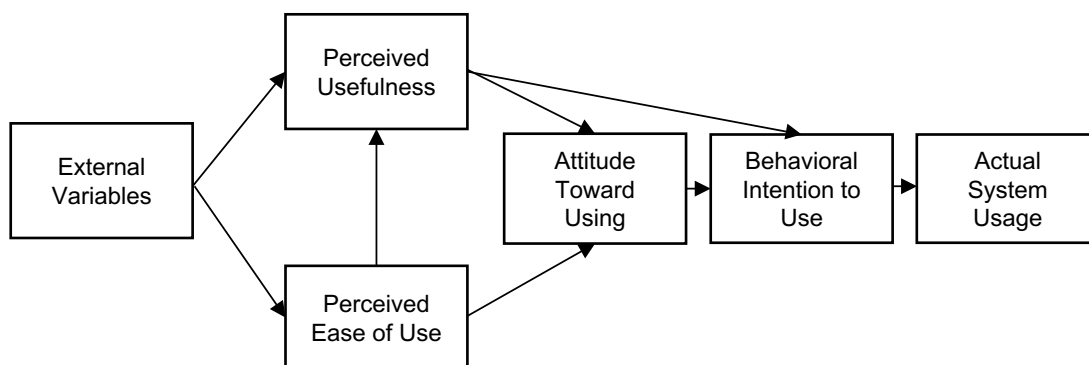 Perceived
Usefulness
External
Variables
Attitude
Toward
Using
Behavioral
Intention to
Use
Actual
System
Usage
Perceived
Ease of Use